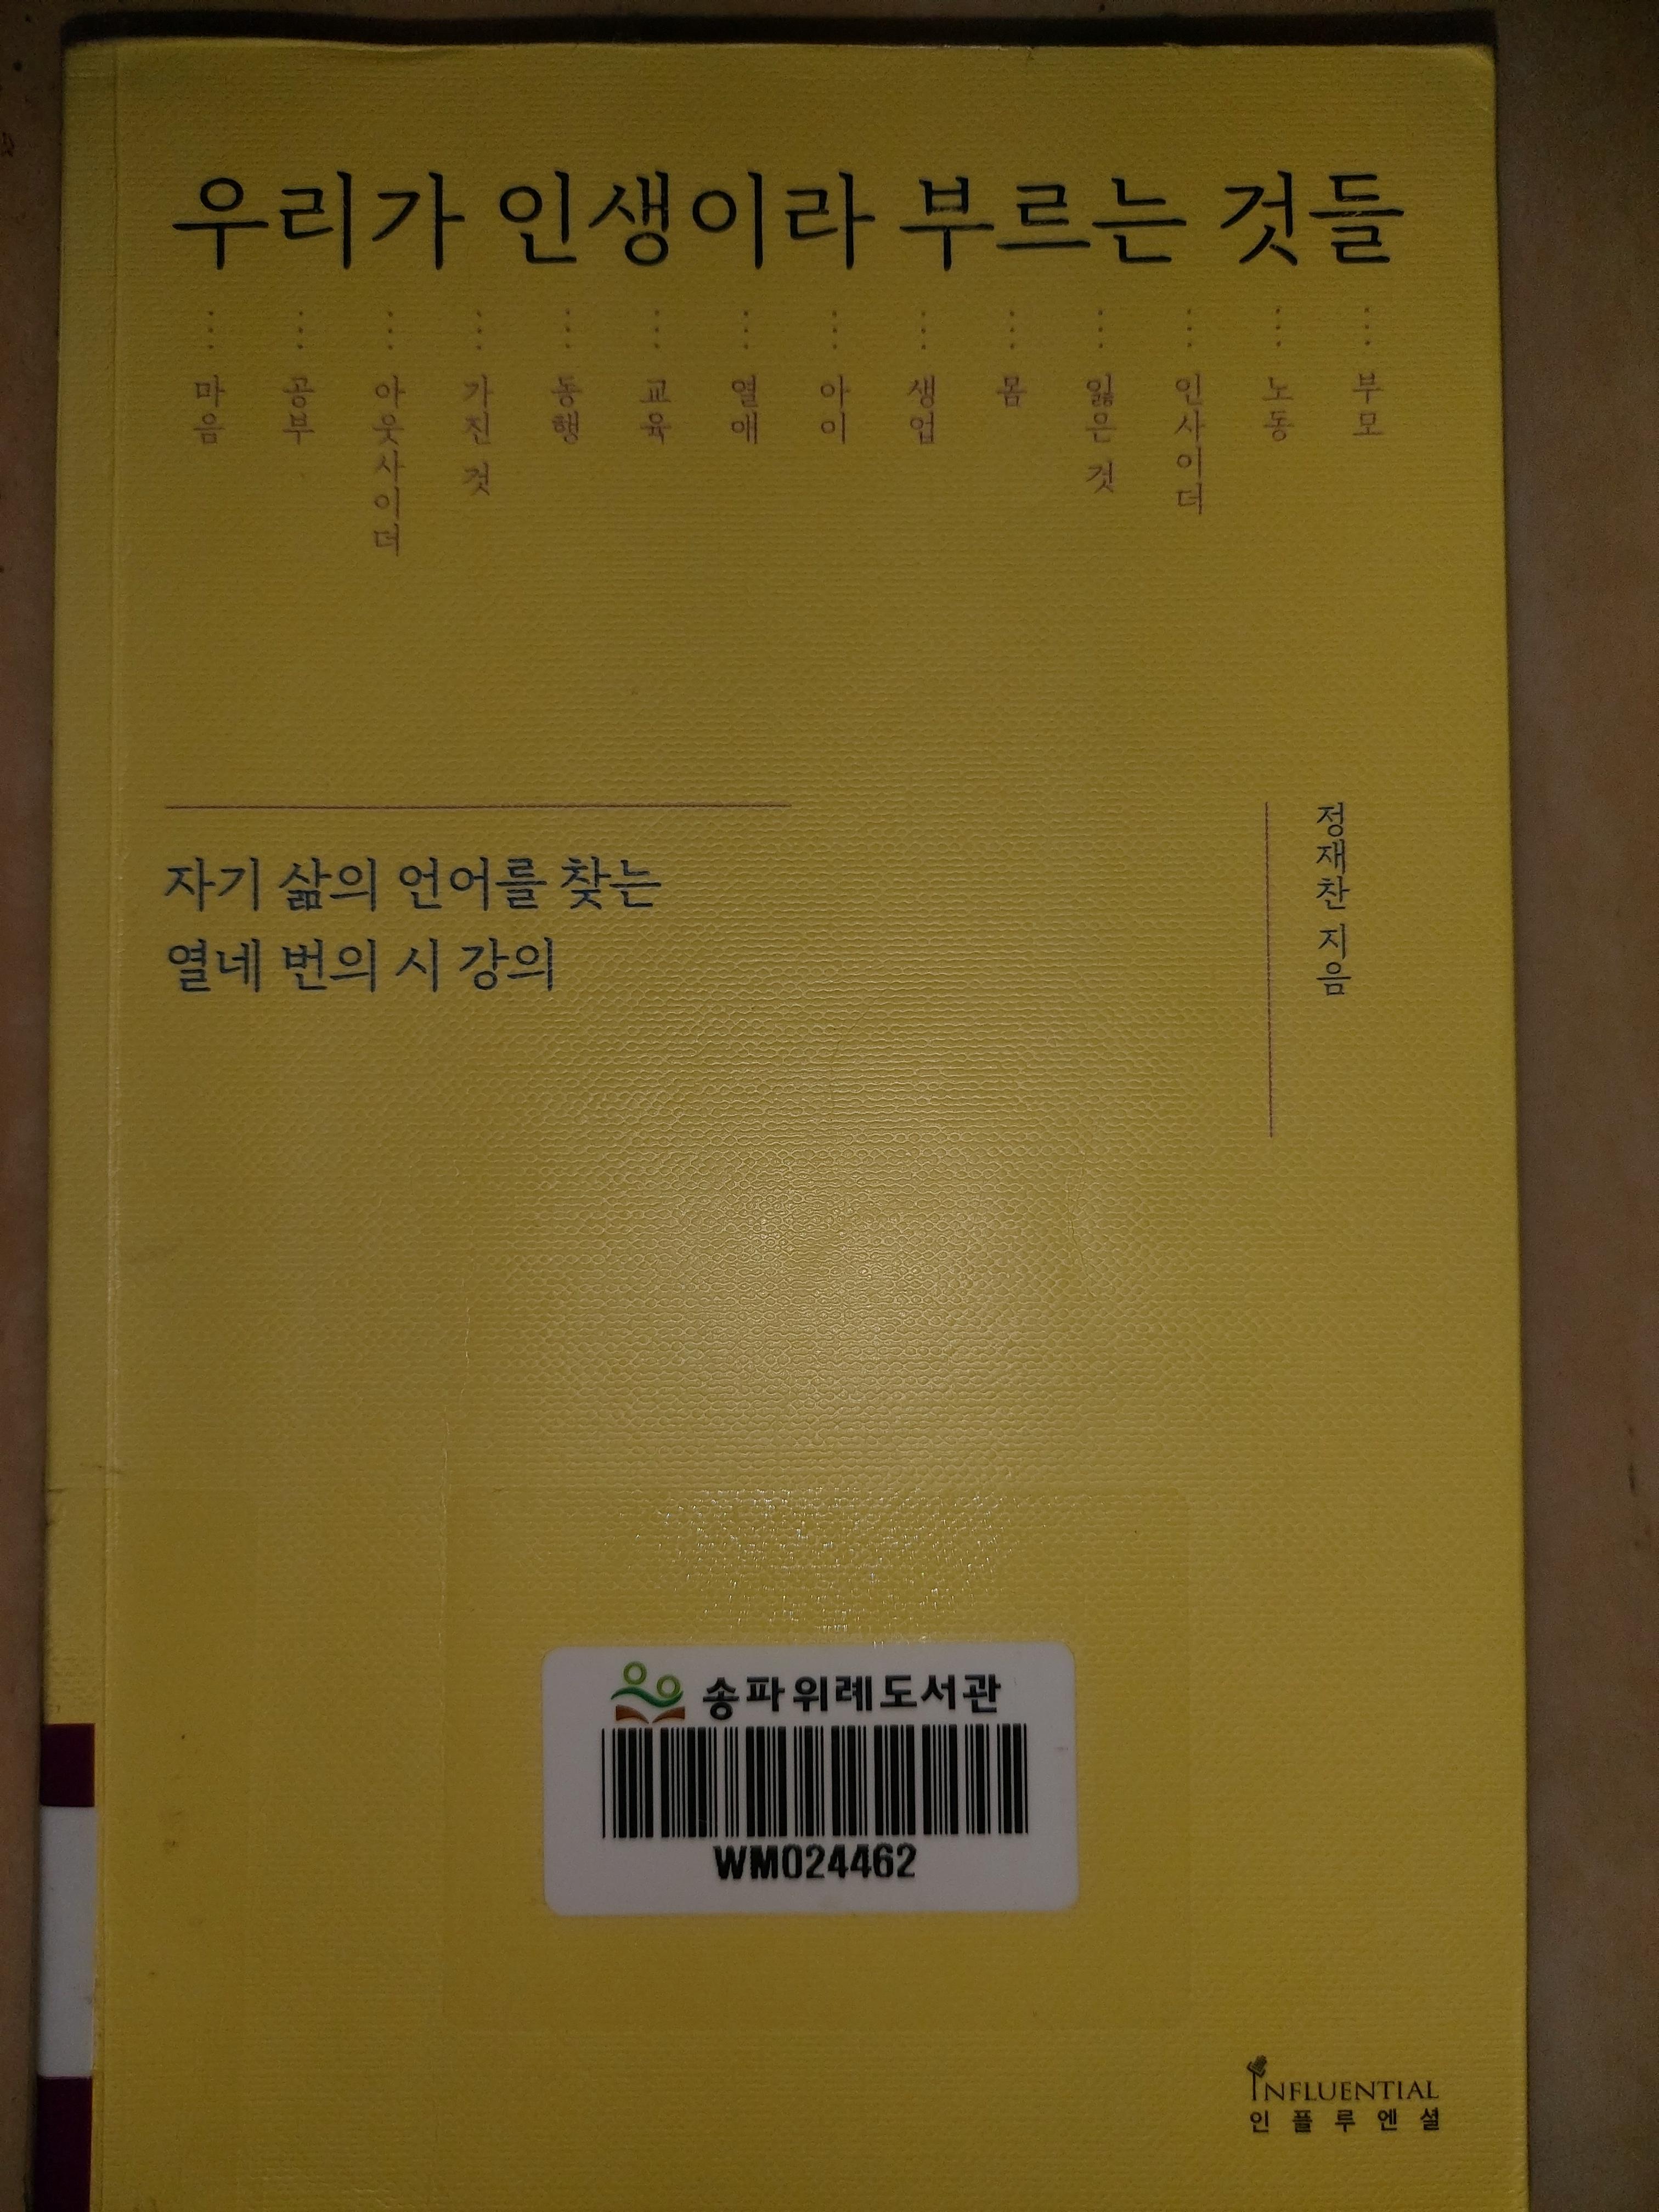 우리가 인생이라 부르는 것들
마음
공부
아웃사이더
가진 것
동행
교육
열애
아이
생업
몸
잃은 것
인사이더
노동
부모
자기 삶의 언어를 찾는
열네 번의 시 강의
정재찬 지음
송파위례도서관
WM024462
INFLUENTIAL
인플루엔셜